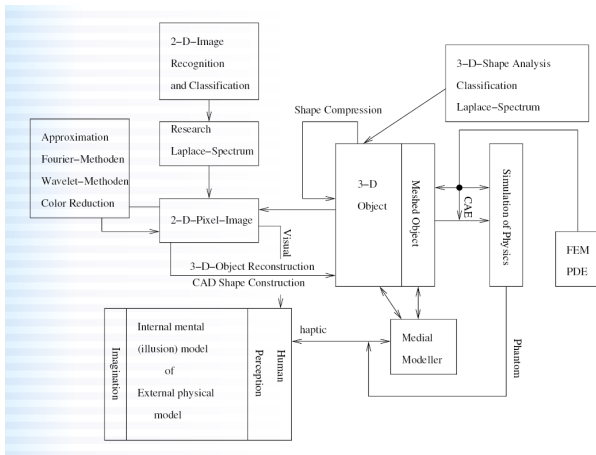 2-D-Image
Recognition
and Classification
3-D-Shape Analysis
Classification
Laplace-Spectrum
Shape Compression
Research
Laplace-Spectrum
Approximation
Fourier-Methoden
Wavelet-Methoden
Color Reduction
3-D
Object
Meshed Object
CAE
Simulation of Physics
2-D-Pixel-Image
Visual
FEM
PDE
3-D-Object Reconstruction
CAD Shape Construction
Imagination
Internal mental
(illusion) model
of
External physical
model
Human
Perception
haptic
Medial
Modeller
Phantom